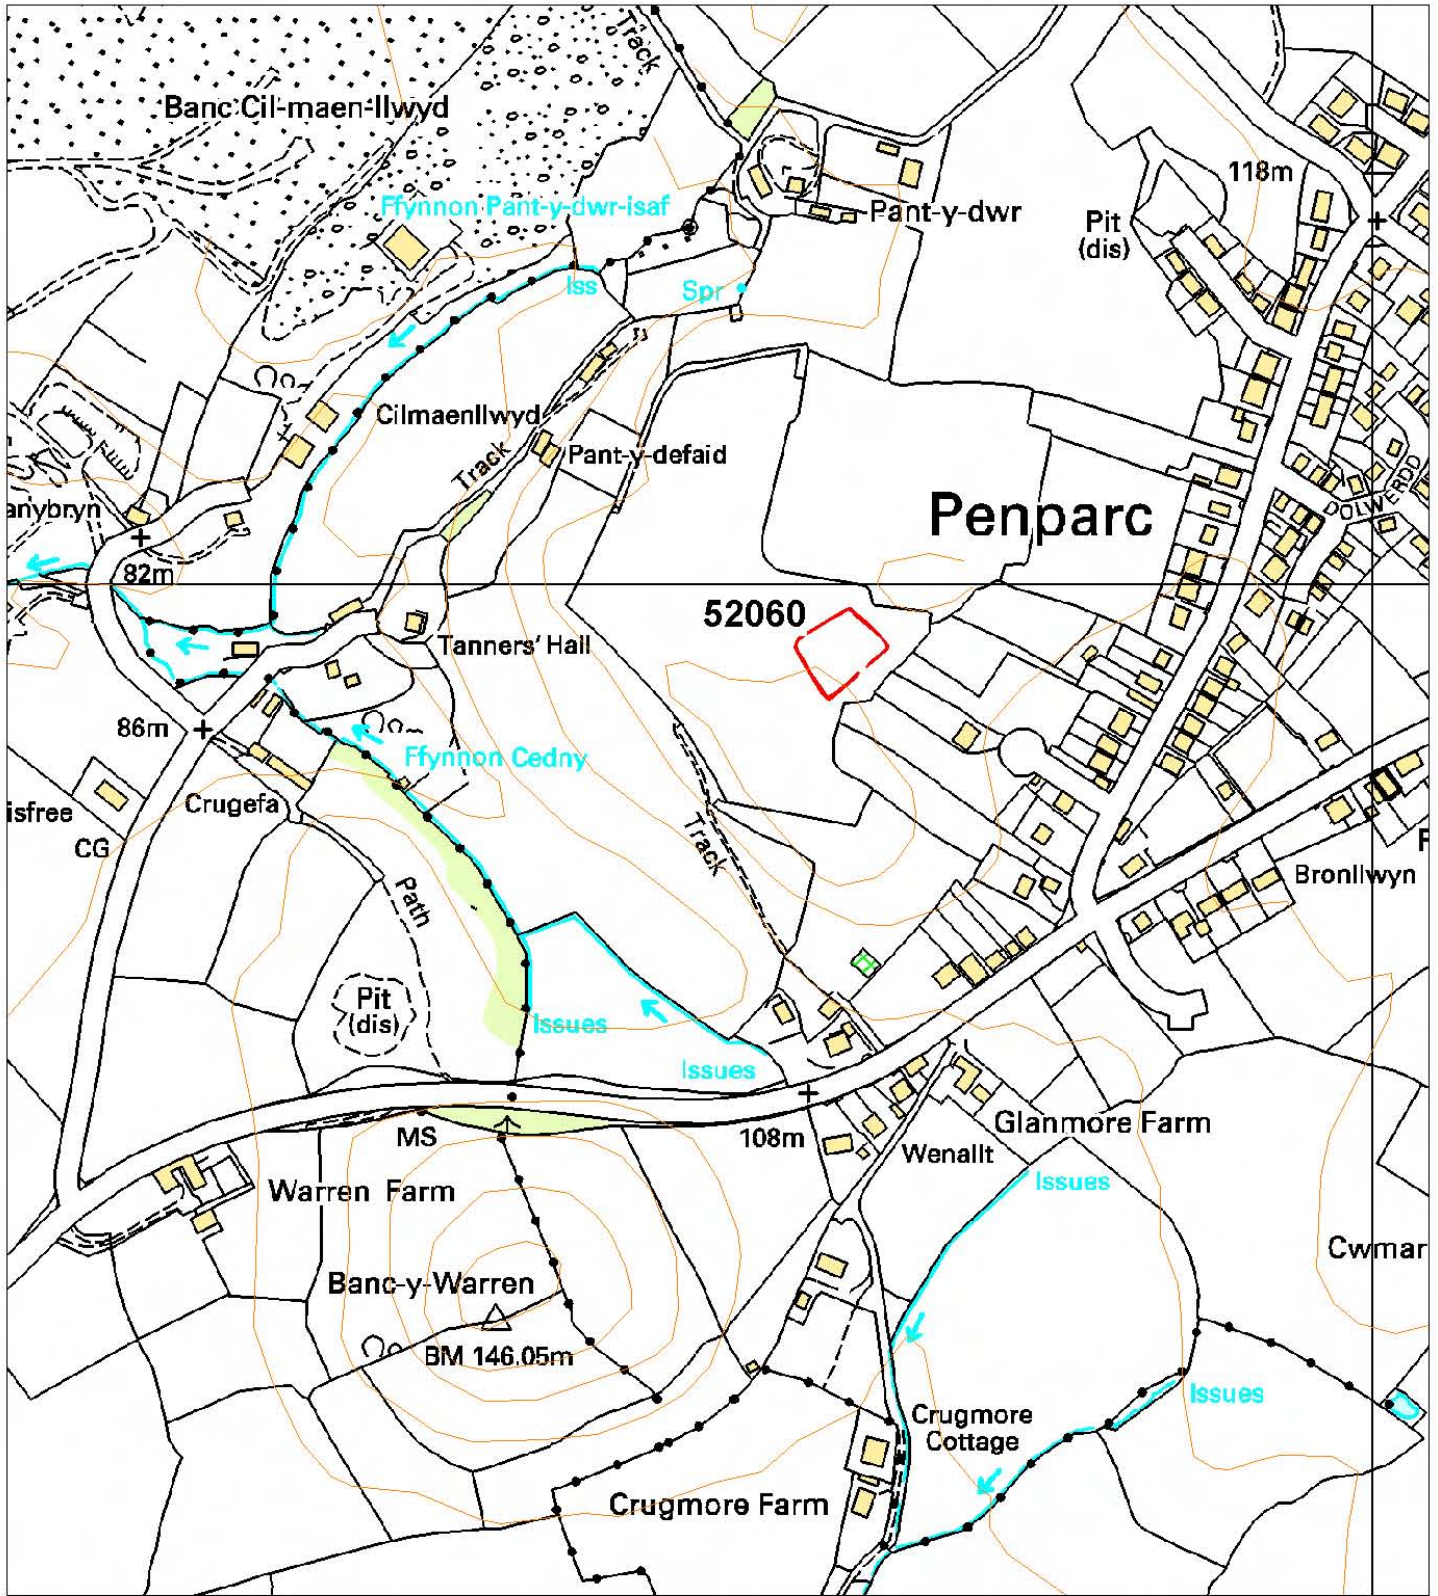 Track
Banc Cil-maen-llwyd
118m
Ffynnon Pant-y-dwr-isaf
Pant-y-dwr
Pit
(dis)
Iss
Spr
Cilmaenllwyd
Track
Pant-y-defaid
DOLWERDD
Penparc
anybryn
82m
52060
Tanners' Hall
86m
Ffynnon Cedny
Crugefa
isfree
CG
Track
Bronllwyn
Path
Pit
(dis)
Issues
Issues
MS
108m
Glanmore Farm
Wenallt
Issues
Warren Farm
Cwmar
Banc-y-Warren
BM 146.05m
Issues
Crugmore
Cottage
Crugmore Farm